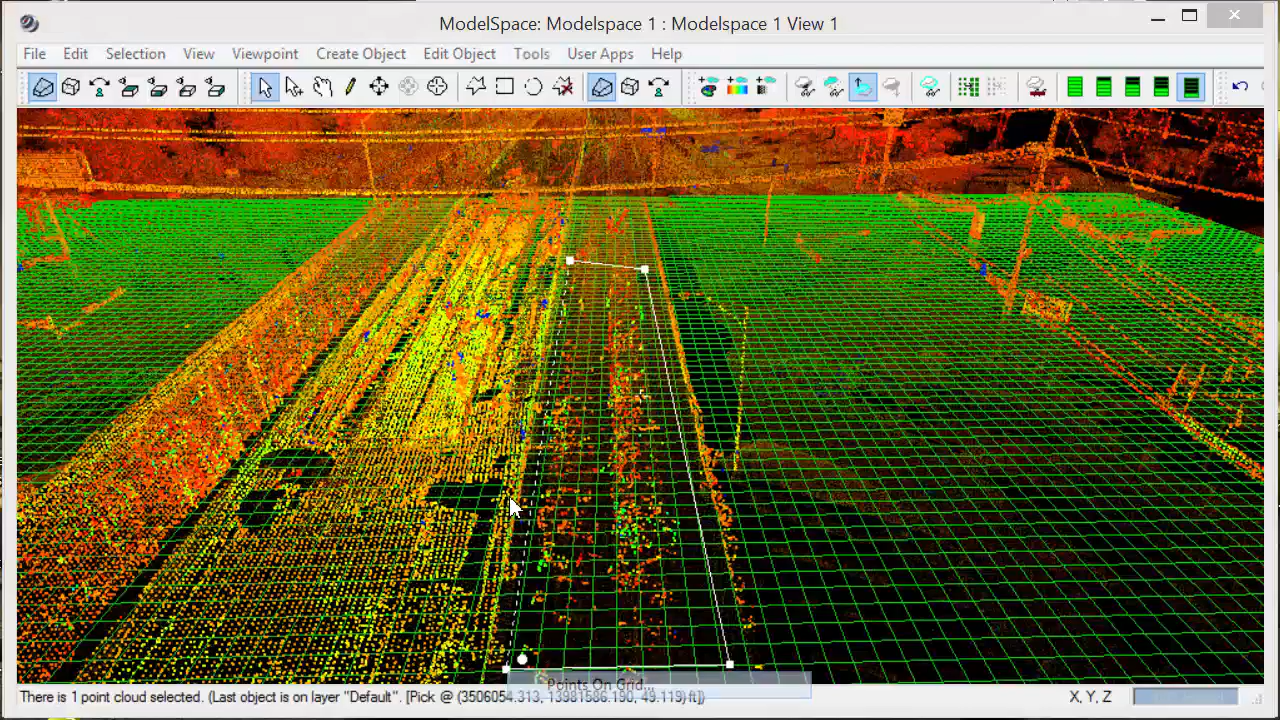 ModelSpace: Modelspace 1 : Modelspace 1 View 1
File Edit Selection View Viewpoint Create Object Edit Object Tools User Apps Help
Points On Grid...
There is 1 point cloud selected. (Last object is on layer "Default". [Pick @ (3506054.313, 13981586.190, 49.119) ft]) X, Y, Z